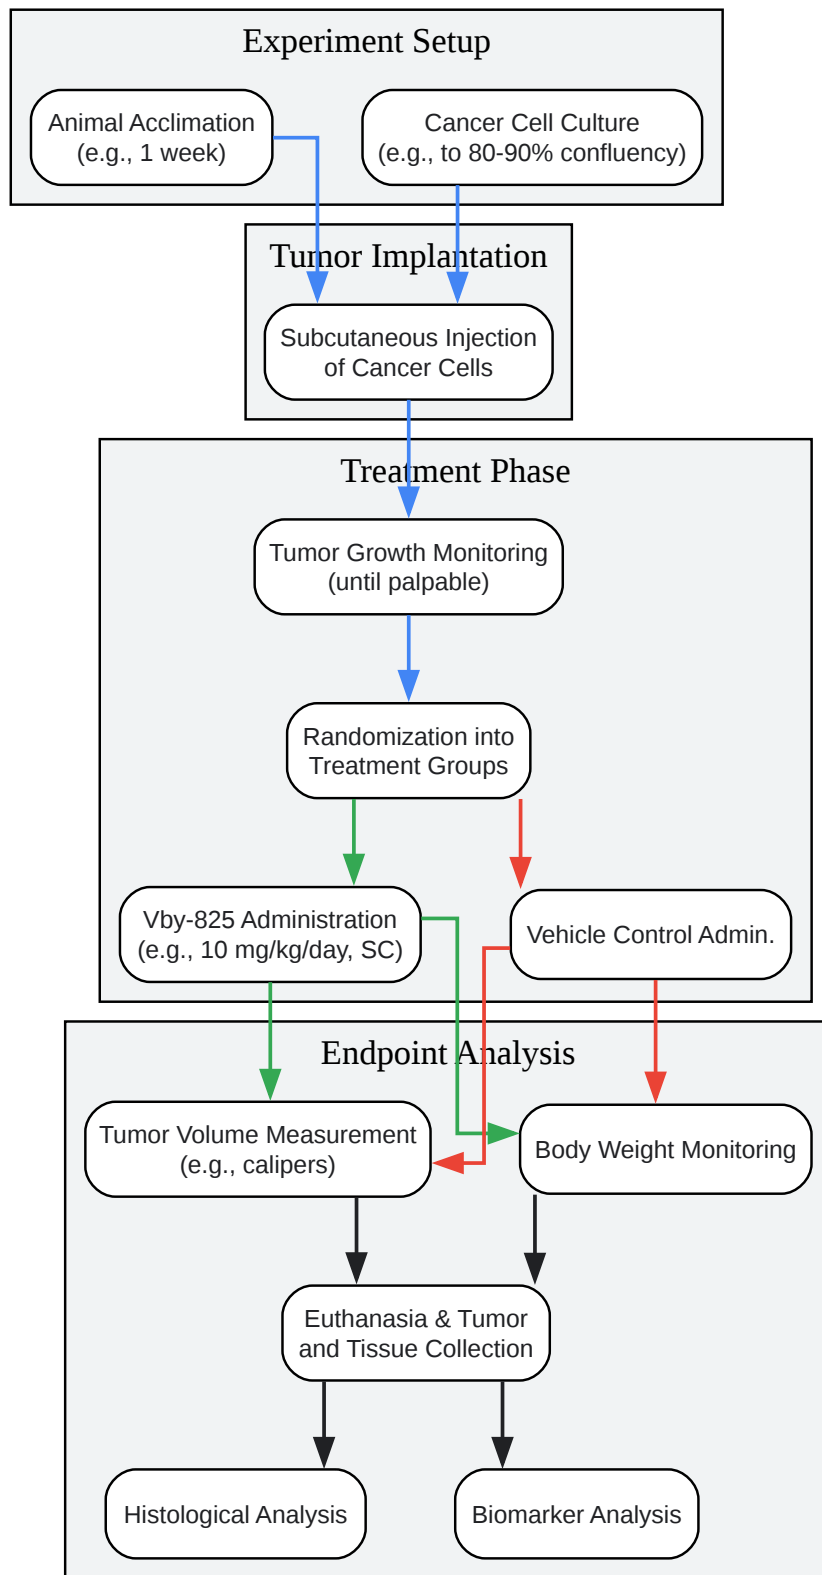 Experiment Setup
Animal Acclimation
(e.g., 1 week)
Cancer Cell Culture
(e.g., to 80-90% confluency)
Tumor Implantation
Subcutaneous Injection
of Cancer Cells
Treatment Phase
Tumor Growth Monitoring
(until palpable)
Randomization into
Treatment Groups
Vby-825 Administration
(e.g., 10 mg/kg/day, SC)
Vehicle Control Admin.
Endpoint Analysis
Tumor Volume Measurement
(e.g., calipers)
Body Weight Monitoring
Euthanasia & Tumor
and Tissue Collection
Histological Analysis
Biomarker Analysis